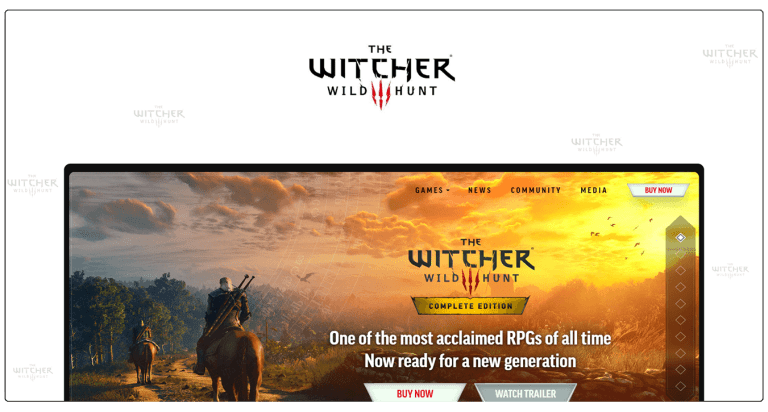 THE
WITCHER
WILD HUNT
THE
WITCHER
WILD HUNT
THE
WITCHER
WILD HUNT
THE
WITCHER
WILD HUNT
THE
WITCHER
WILD HUNT
GAMES NEWS COMMUNITY MEDIA BUY NOW
THE
WITCHER
WILD HUNT
COMPLETE EDITION
THE
WITCHER
WILD HUNT
One of the most acclaimed RPGs of all time
Now ready for a new generation
THE
WITCHER
WILD HUNT
BUY NOW WATCH TRAILER